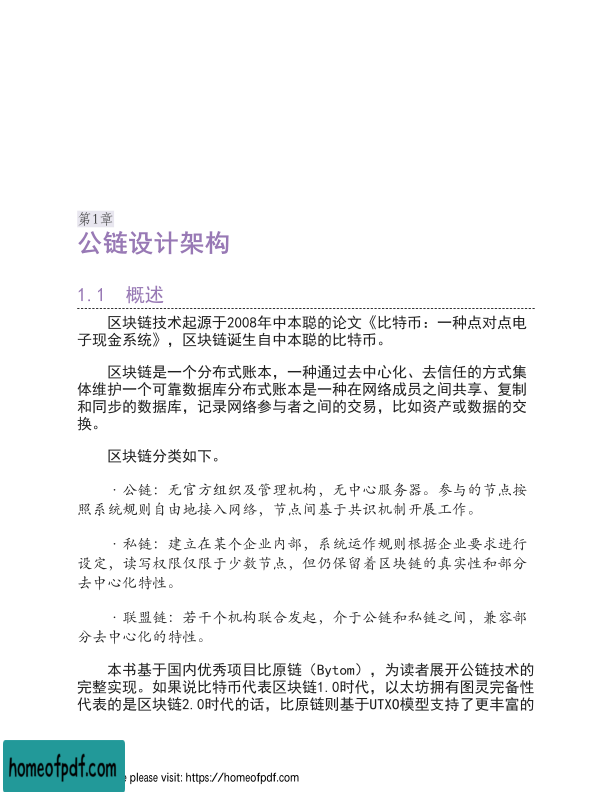 第1章
公链设计架构
1.1 概述
区块链技术起源于2008年中本聪的论文《比特币：一种点对点电
子现金系统》，区块链诞生自中本聪的比特币。
区块链是一个分布式账本，一种通过去中心化、去信任的方式集
体维护一个可靠数据库分布式账本是一种在网络成员之间共享、复制
和同步的数据库，记录网络参与者之间的交易，比如资产或数据的交
换。
区块链分类如下。
·公链：无官方组织及管理机构，无中心服务器。参与的节点按
照系统规则自由地接入网络，节点间基于共识机制开展工作。
·私链：建立在某个企业内部，系统运作规则根据企业要求进行
设定，读写权限仅限于少数节点，但仍保留着区块链的真实性和部分
去中心化特性。
·联盟链：若干个机构联合发起，介于公链和私链之间，兼容部
分去中心化的特性。
本书基于国内优秀项目比原链（Bytom），为读者展开公链技术的
完整实现。如果说比特币代表区块链1.0时代，以太坊拥有图灵完备性
代表的是区块链2.0时代的话，比原链则基于UTXO模型支持了更丰富的
homeofpdf.com
please visit: https://homeofpdf.com